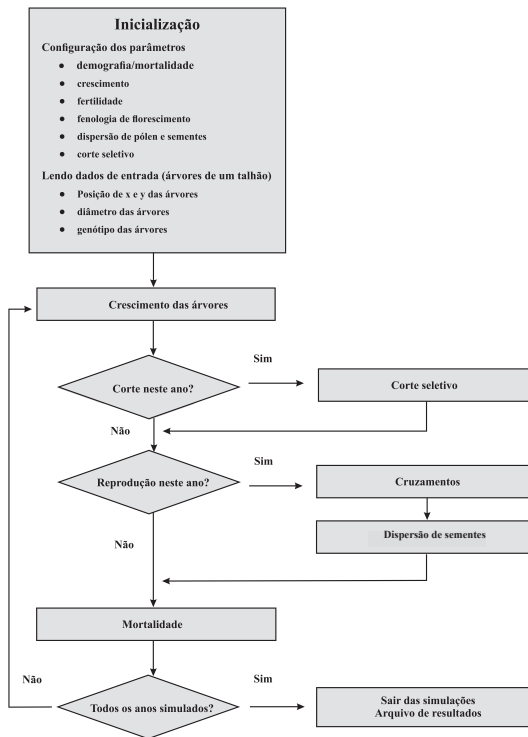 Inicialização
Configuração dos parâmetros
● demografia/mortalidade
● crescimento
● fertilidade
● fenologia de florescimento
● dispersão de pólen e sementes
● corte seletivo
Lendo dados de entrada (árvores de um talhão)
● Posição de x e y das árvores
● diâmetro das árvores
● genótipo das árvores
Crescimento das árvores
Corte neste ano?
Sim
Corte seletivo
Não
Reprodução neste ano?
Sim
Cruzamentos
Dispersão de sementes
Não
Mortalidade
Todos os anos simulados?
Não
Sim
Sair das simulações
Arquivo de resultados